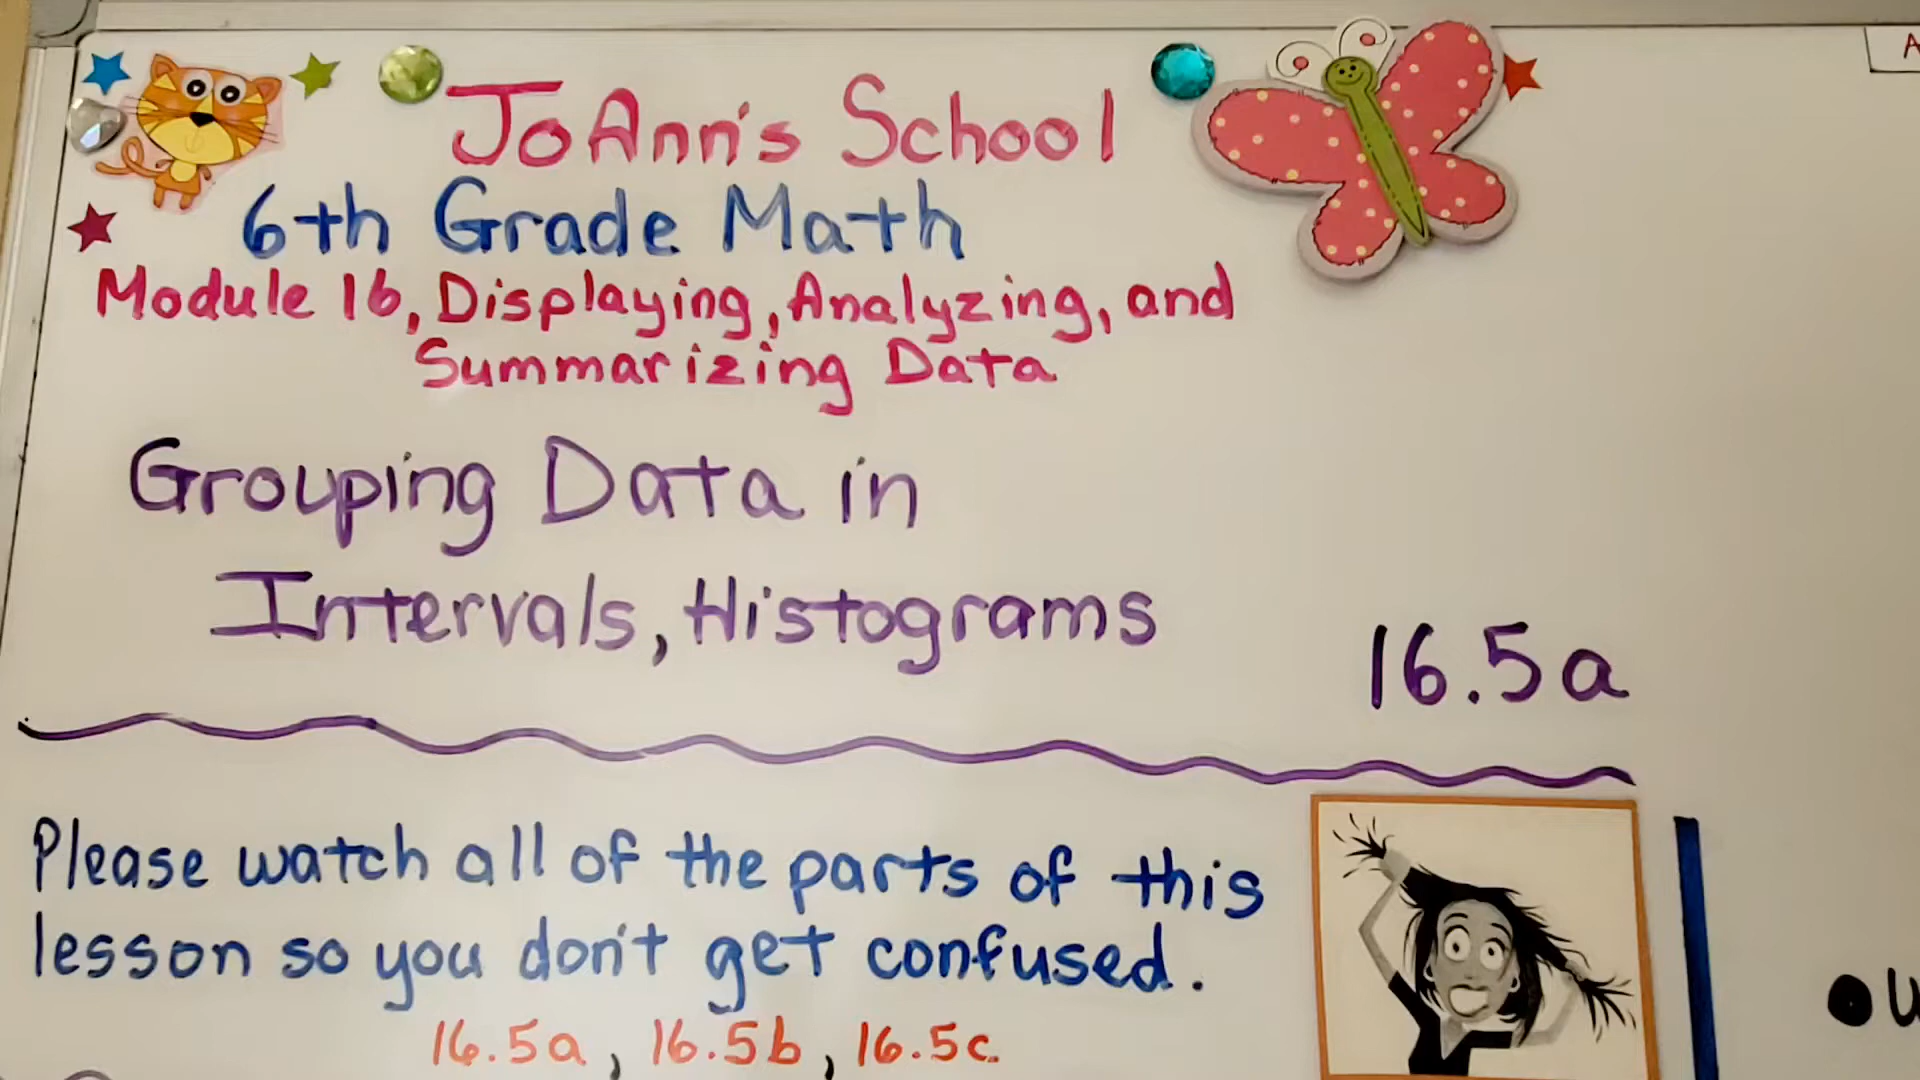 JoAnn's School
6th Grade Math
Module 16, Displaying, Analyzing, and
Summarizing Data
Grouping Data in
Intervals, Histograms
16.5a
Please watch all of the parts of this
lesson so you don't get confused.
16.5a, 16.5b, 16.5c